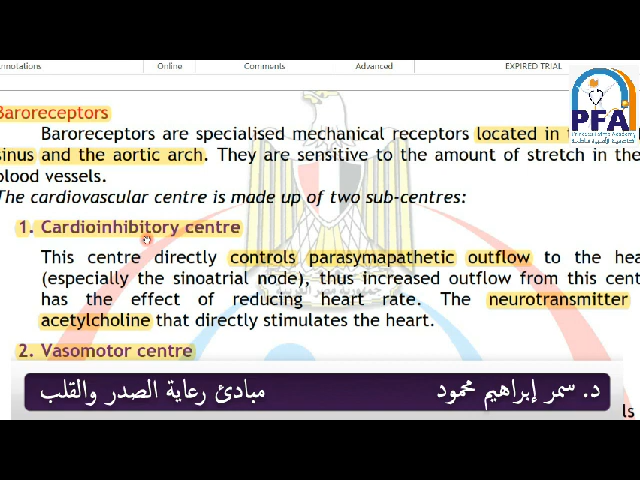 Online Comments Advanced EXPIRED TRIAL
PFA
Baroreceptors
Baroreceptors are specialised mechanical receptors located in
sinus and the aortic arch. They are sensitive to the amount of stretch in the
blood vessels.
The cardiovascular centre is made up of two sub-centres:
1. Cardioinhibitory centre
This centre directly controls parasymapathetic outflow to the
(especially the sinoatrial node), thus increased outflow from this
has the effect of reducing heart rate. The neurotransmitter
acetylcholine that directly stimulates the heart.
2. Vasomotor centre
د. سمر إبراهيم محمود
مبادئ رعاية الصدر والقلب